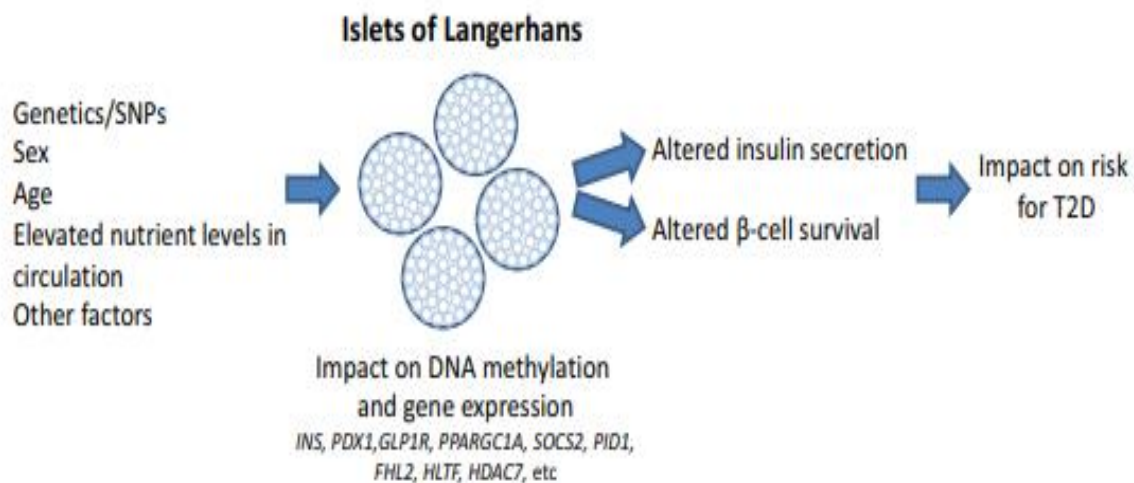 Islets of Langerhans
Genetics/SNPs
Sex
Age
Elevated nutrient levels in
circulation
Other factors
Altered insulin secretion
Altered β-cell survival
Impact on risk
for T2D
Impact on DNA methylation
and gene expression
INS, PDX1,GLP1R, PPARGC1A, SOCS2, PID1,
FHL2, HLTF, HDAC7, etc